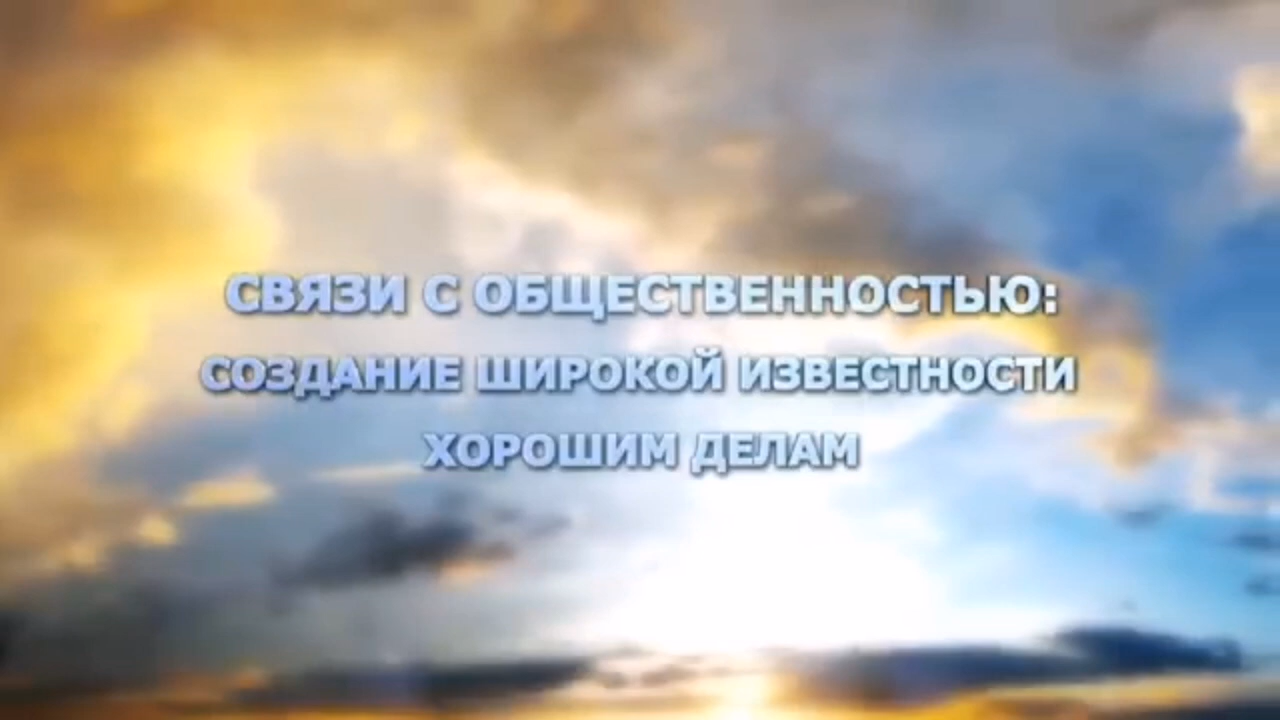 СВЯЗИ С ОБЩЕСТВЕННОСТЬЮ:
СОЗДАНИЕ ШИРОКОЙ ИЗВЕСТНОСТИ
ХОРОШИМ ДЕЛАМ